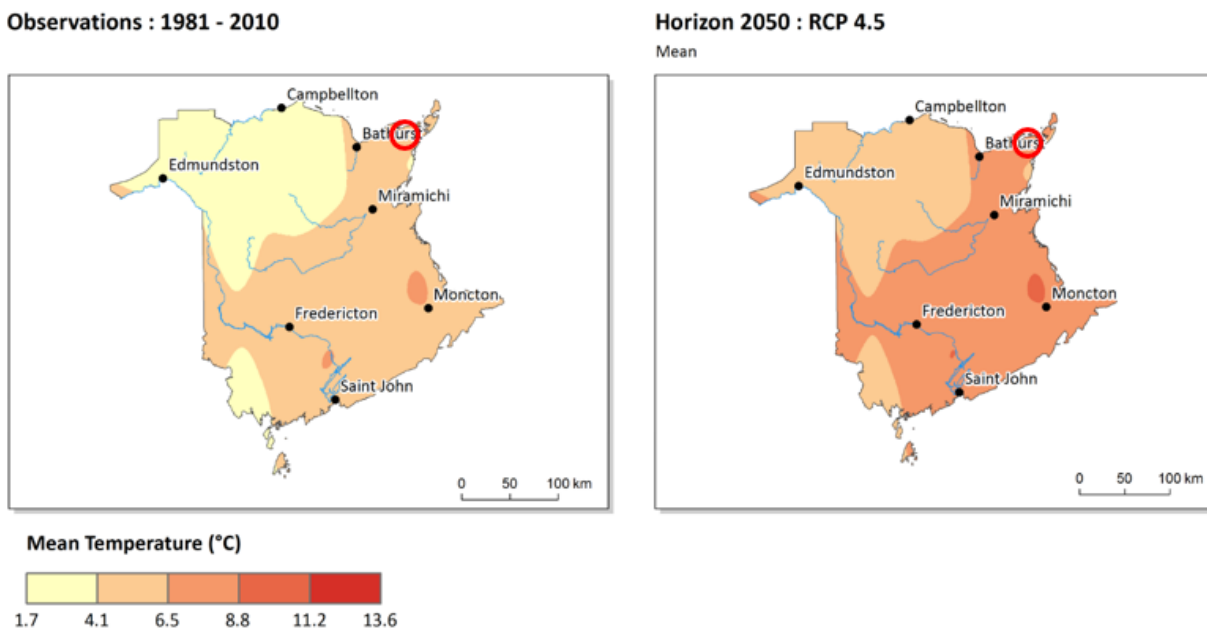 Observations : 1981 - 2010
Campbellton
Bathurst
Edmundston
Miramichi
Moncton
Fredericton
Saint John
0 50 100 km
Mean Temperature (°C)
1.7 4.1 6.5 8.8 11.2 13.6
Horizon 2050 : RCP 4.5
Mean
Campbellton
Bathurst
Edmundston
Miramichi
Moncton
Fredericton
Saint John
0 50 100 km